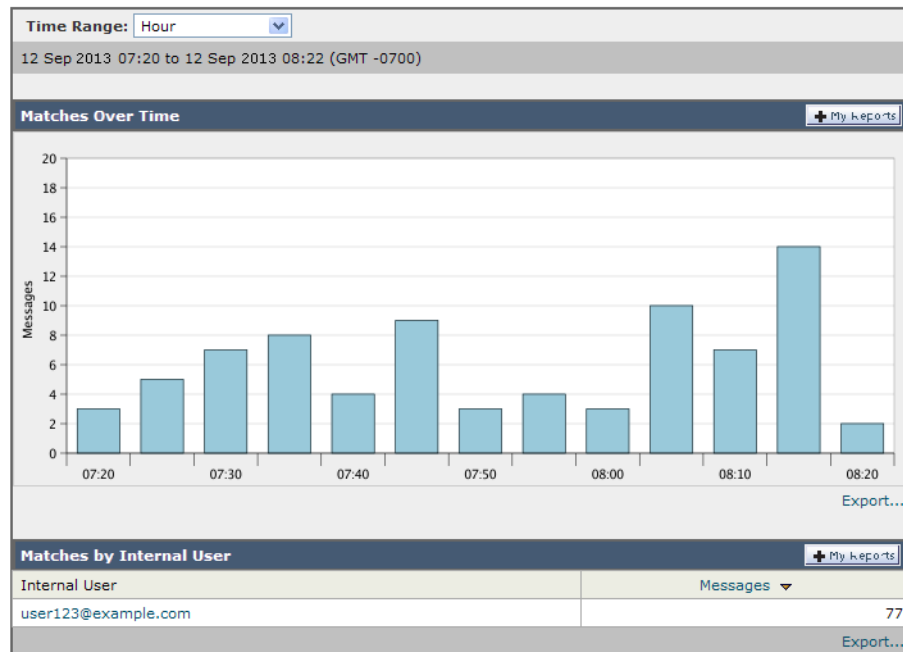 Time Range: Hour
12 Sep 2013 07:20 to 12 Sep 2013 08:22 (GMT -0700)
Matches Over Time
My Reports
20
18
16
14
12
10
8
6
4
2
0
Messages
07:20 07:30 07:40 07:50 08:00 08:10 08:20
Export...
Matches by Internal User
My Reports
Internal User Messages
user123@example.com 77
Export...